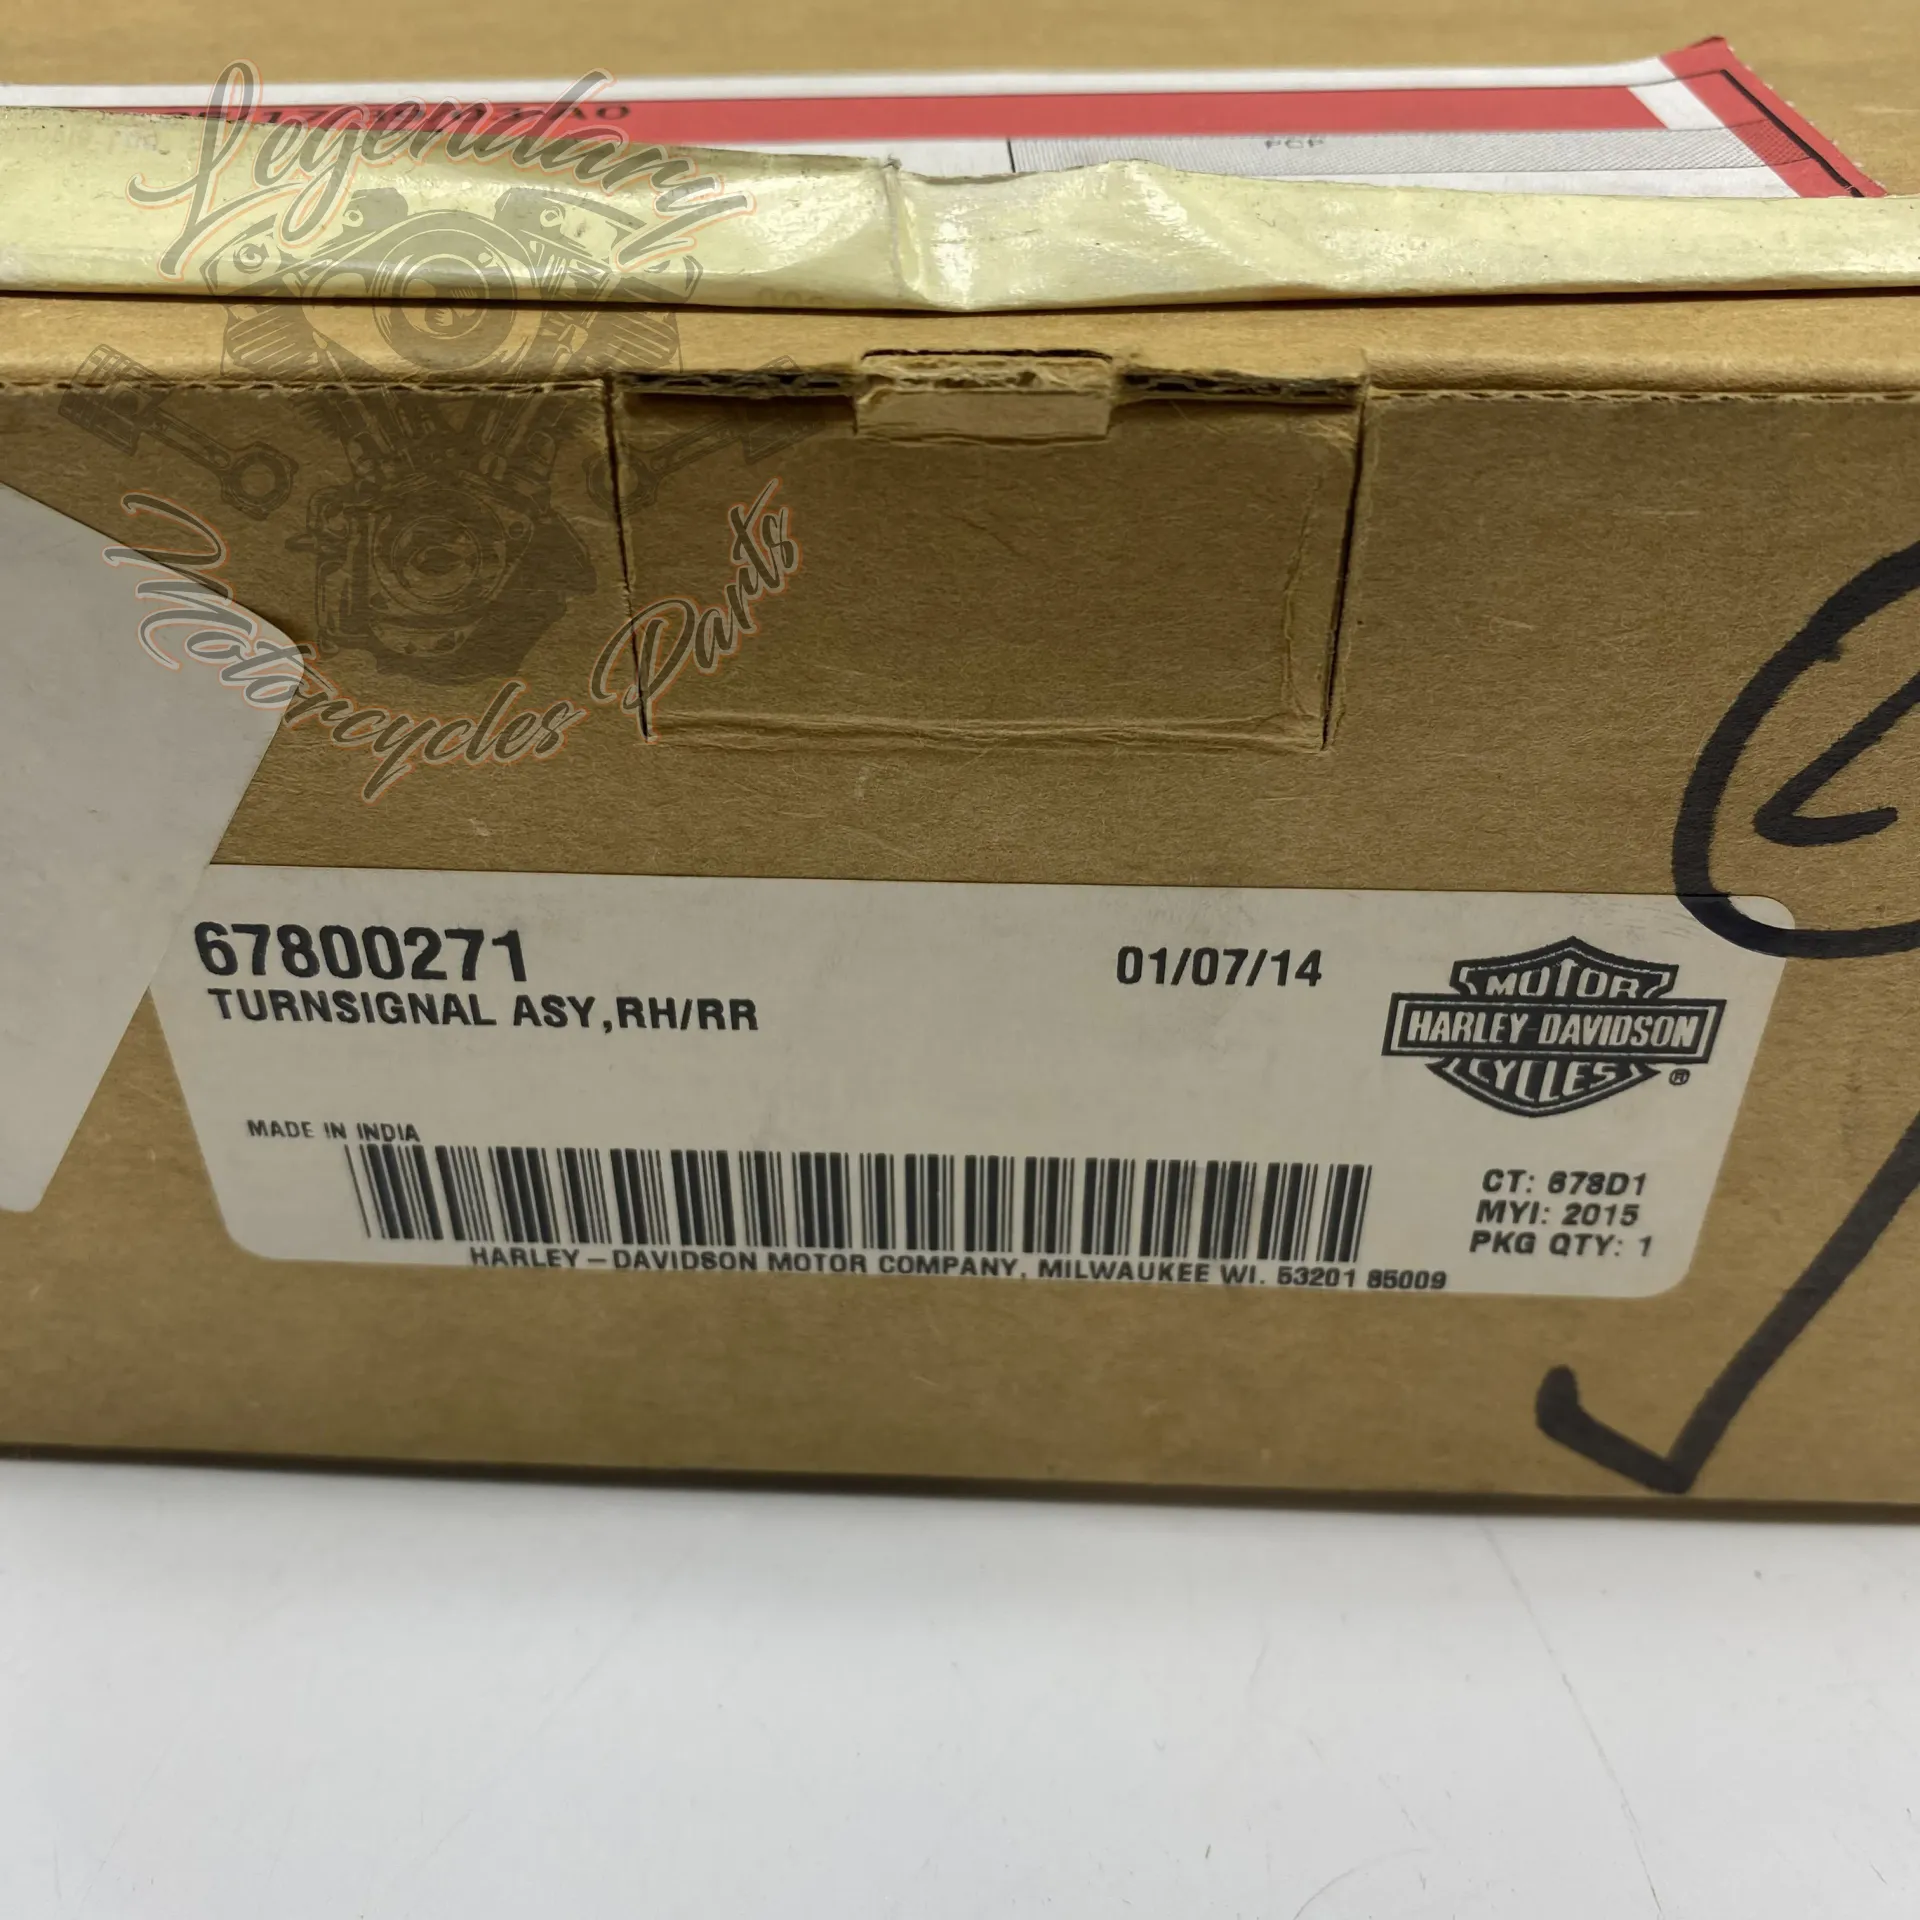 Legendary
Motorcycles Parts
PCP
67800271
01/07/14
TURNSIGNAL ASY,RH/RR
MOTOR
HARLEY-DAVIDSON
CYCLES
®
MADE IN INDIA
CT: 678D1
MYI: 2015
PKG QTY: 1
HARLEY-DAVIDSON MOTOR COMPANY, MILWAUKEE WI. 53201 85009